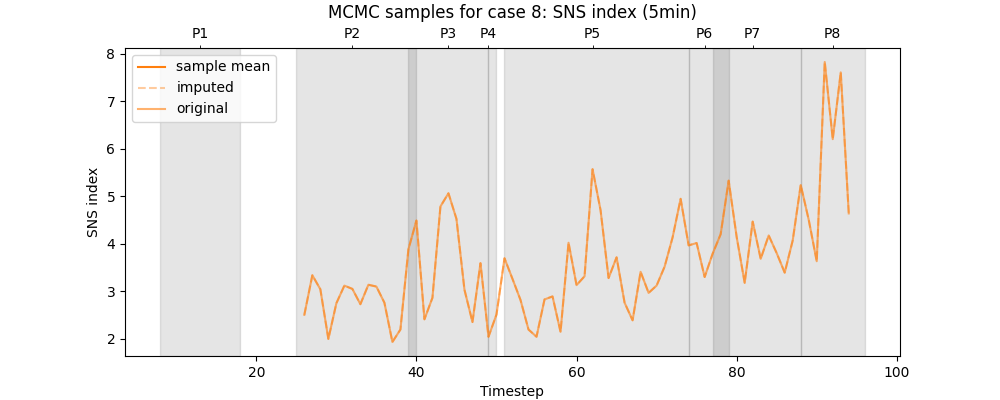 MCMC samples for case 8: SNS index (5min)
P1 P2 P3 P4 P5 P6 P7 P8
sample mean
imputed
original
SNS index
8
7
6
5
4
3
2
20 40 60 80 100
Timestep